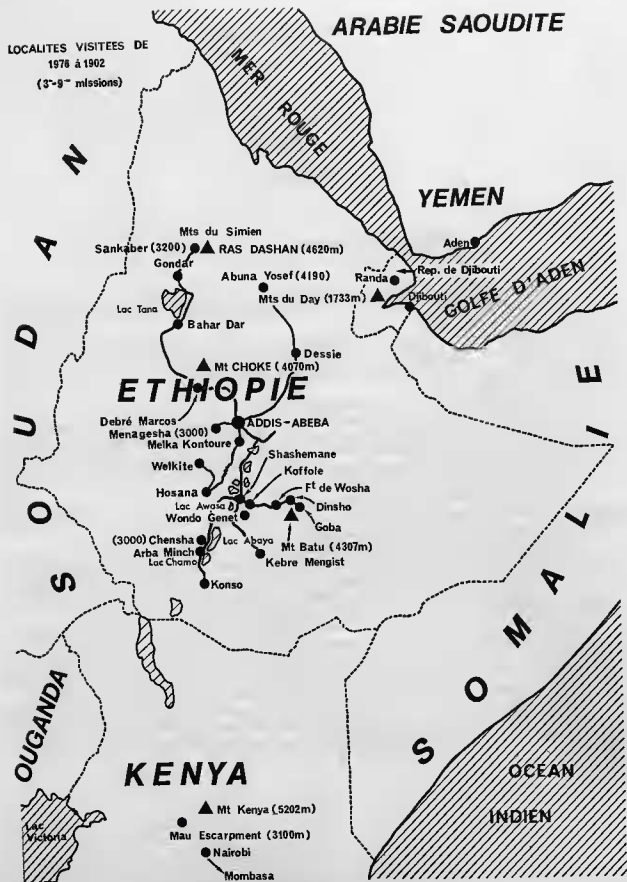 LOCALITES VISITEES DE
1976 à 1902
(3me-9me missions)
ARABIE SAOUDITE
MER ROUGE
YEMEN
Aden
SOUDAN
Mts du Simien
Sankaber (3200)
RAS DASHAN (4620m)
Gondar
Abuna Yosef (4190)
Mts du Day (1733m)
Randa
Rep. de Djibouti
Djibouti
GOLFE D'ADEN
Lac Tana
Bahar Dar
Dessie
Mt CHOKE (4070m)
ETHIOPIE
Debré Marcos
Menagesha (3000)
ADDIS-ABEBA
Melka Kontoure
Shashemane
Welkite
Koffole
Ft de Wosha
Hosana
Lac Awasa
Dinsho
Wondo Genet
Goba
(3000) Chensha
Lac Abaya
Mt Batu (4307m)
Arba Minch
Kebre Mengist
Lac Chamo
Konso
SOMALIE
OUGANDA
KENYA
OCEAN
INDIEN
Lac
Victoria
Mt Kenya (5202m)
Mau Escarpment (3100m)
Nairobi
Mombasa